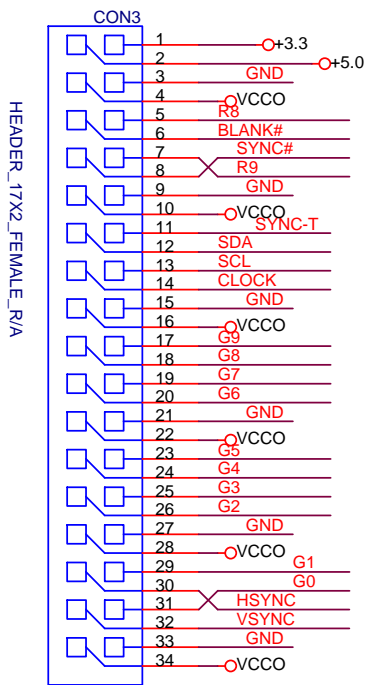 CON3
HEADER_17X2_FEMALE_R/A
1 +3.3
2 +5.0
3 GND
4 VCCO
5 R8
6 BLANK#
7 SYNC#
8 R9
9 GND
10 VCCO
11 SYNC-T
12 SDA
13 SCL
14 CLOCK
15 GND
16 VCCO
17 G9
18 G8
19 G7
20 G6
21 GND
22 VCCO
23 G5
24 G4
25 G3
26 G2
27 GND
28 VCCO
29 G1
30 G0
31 HSYNC
32 VSYNC
33 GND
34 VCCO